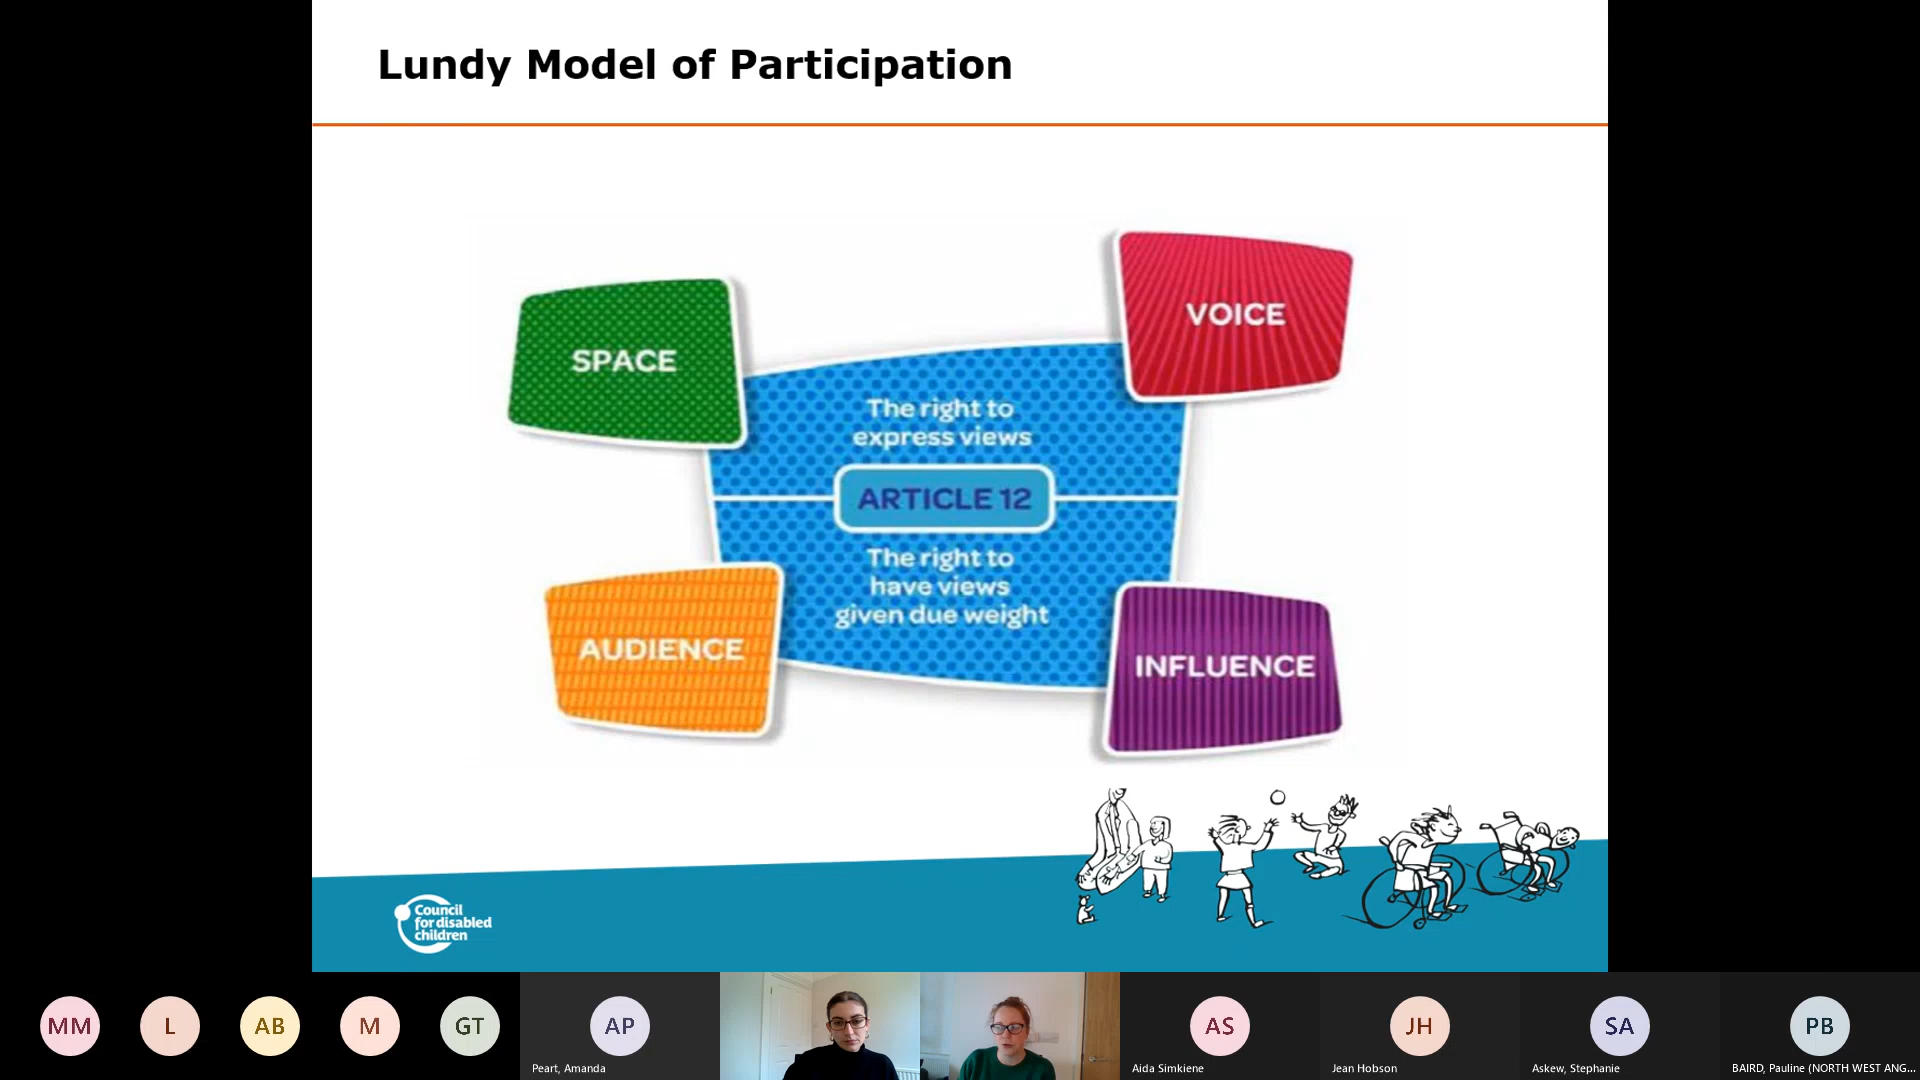 Lundy Model of Participation
SPACE
VOICE
The right to
express views
ARTICLE 12
The right to
have views
given due weight
AUDIENCE
INFLUENCE
Council
for disabled
children
MM
L
AB
M
GT
AP
Peart, Amanda
AS
Aida Simkiene
JH
Jean Hobson
SA
Askew, Stephanie
PB
BAIRD, Pauline (NORTH WEST ANG...